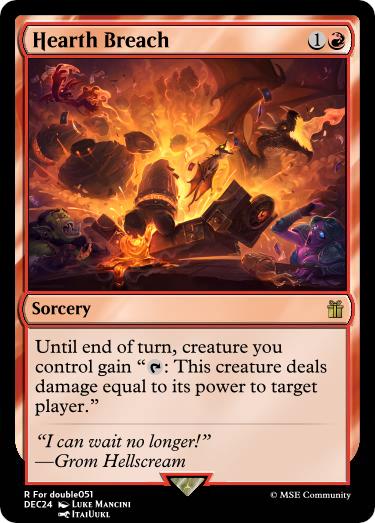 Hearth Breach 1
Sorcery
Until end of turn, creature you
control gain “: This creature deals
damage equal to its power to target
player.”
“I can wait no longer!”
—Grom Hellscream
R For double051
DEC24 Luke Mancini
ItaiUukl
© MSE Community